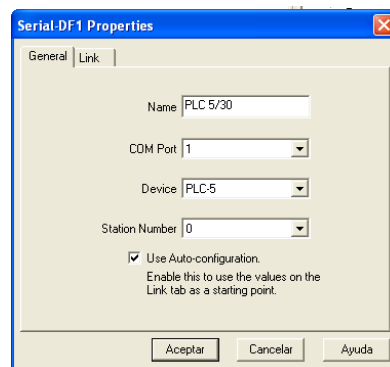 Serial-DF1 Properties
General Link
Name PLC 5/30
COM Port 1
Device PLC-5
Station Number 0
Use Auto-configuration.
Enable this to use the values on the
Link tab as a starting point.
Aceptar Cancelar Ayuda